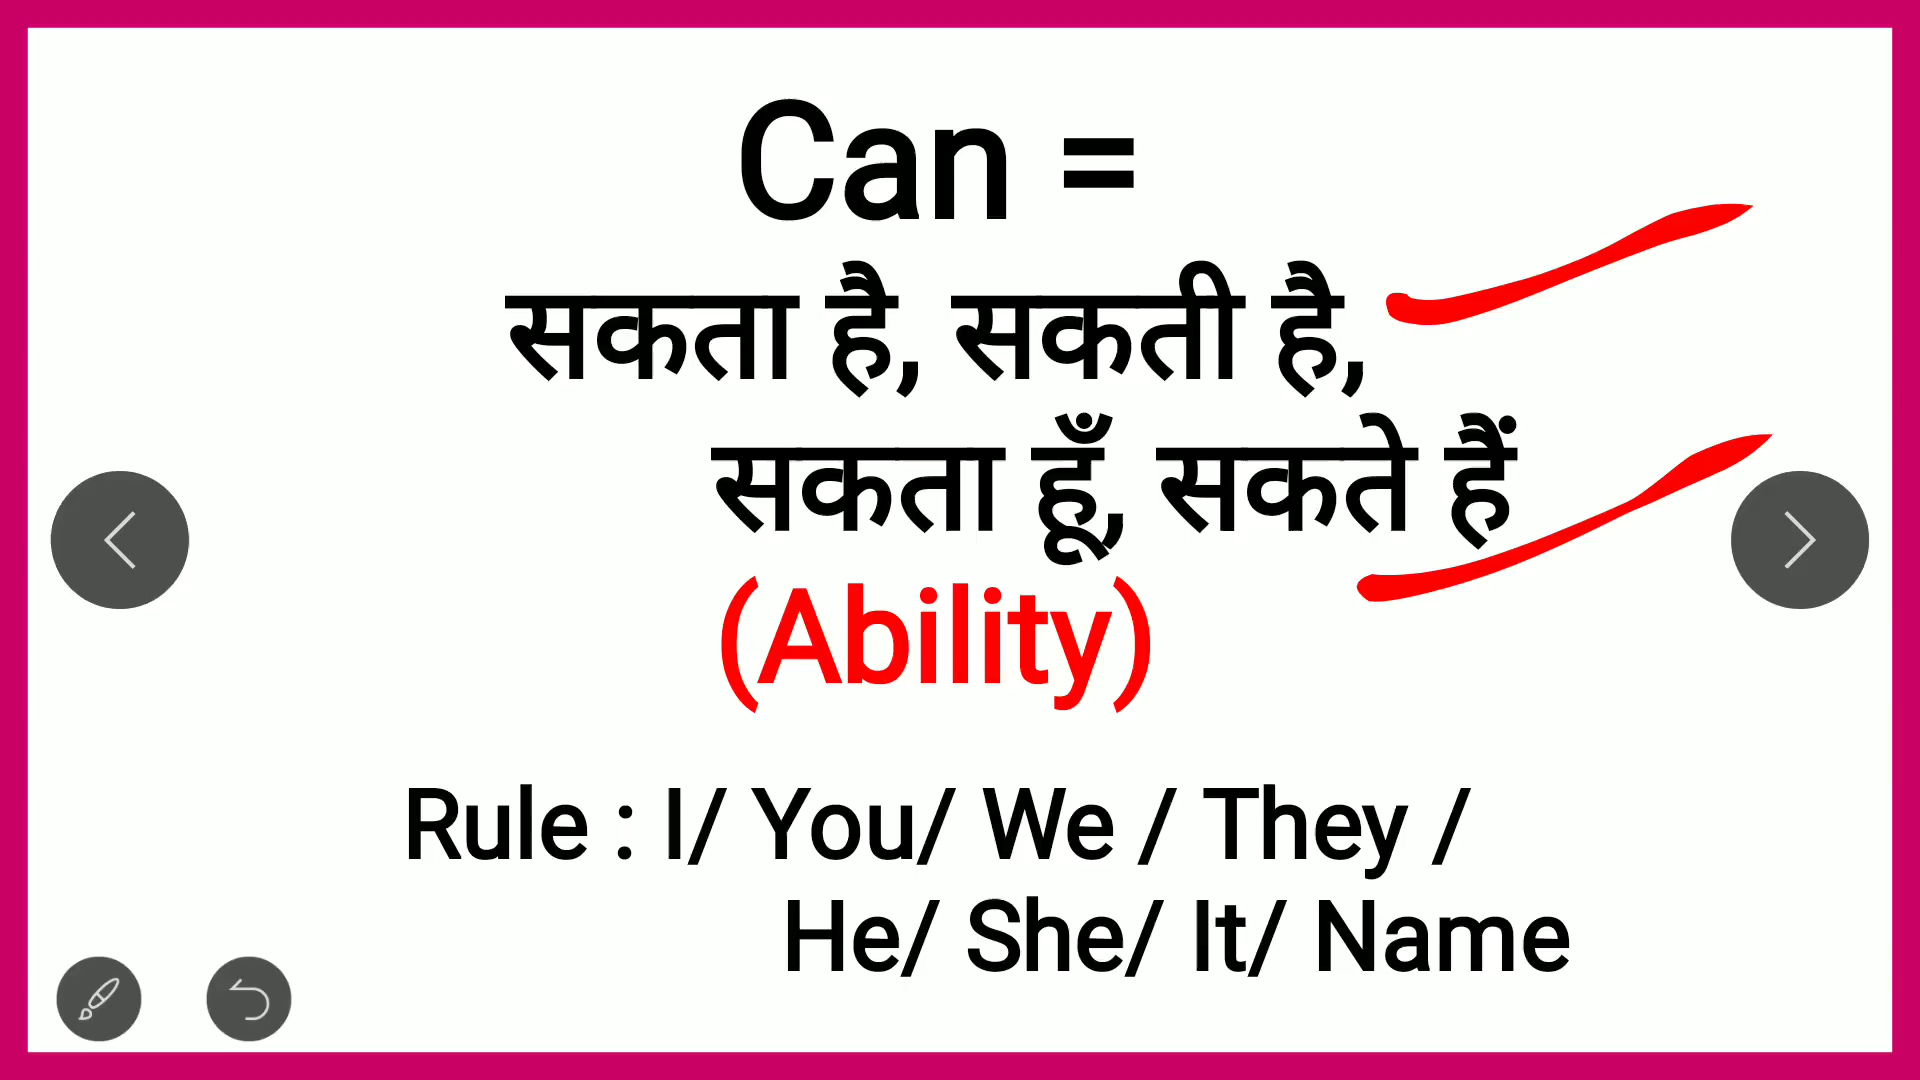 Can =
सकता है, सकती है,
सकता हूँ, सकते हैं
(Ability)
Rule : I/ You/ We / They /
He/ She/ It/ Name